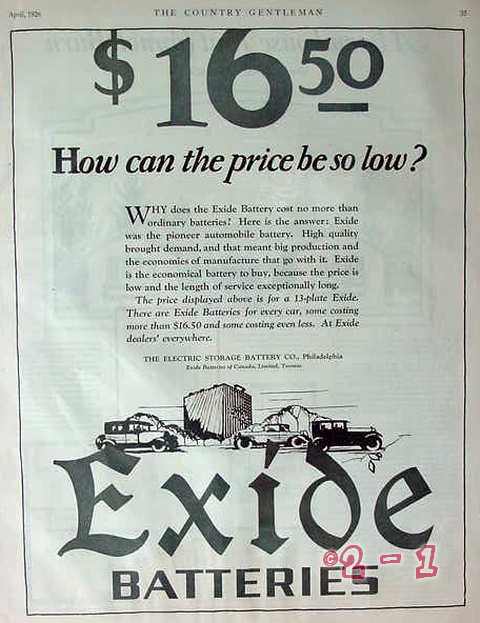 April, 1926
THE COUNTRY GENTLEMAN
35
$16 50
How can the price be so low?
WHY does the Exide Battery cost no more than
ordinary batteries? Here is the answer: Exide
was the pioneer automobile battery. High quality
brought demand, and that meant big production and
the economies of manufacture that go with it. Exide
is the economical battery to buy, because the price is
low and the length of service exceptionally long.
The price displayed above is for a 13-plate Exide.
There are Exide Batteries for every car, some costing
more than $16.50 and some costing even less. At Exide
dealers' everywhere.
THE ELECTRIC STORAGE BATTERY CO., Philadelphia
Exide Batteries of Canada, Limited, Toronto
Exide
BATTERIES
©2-1